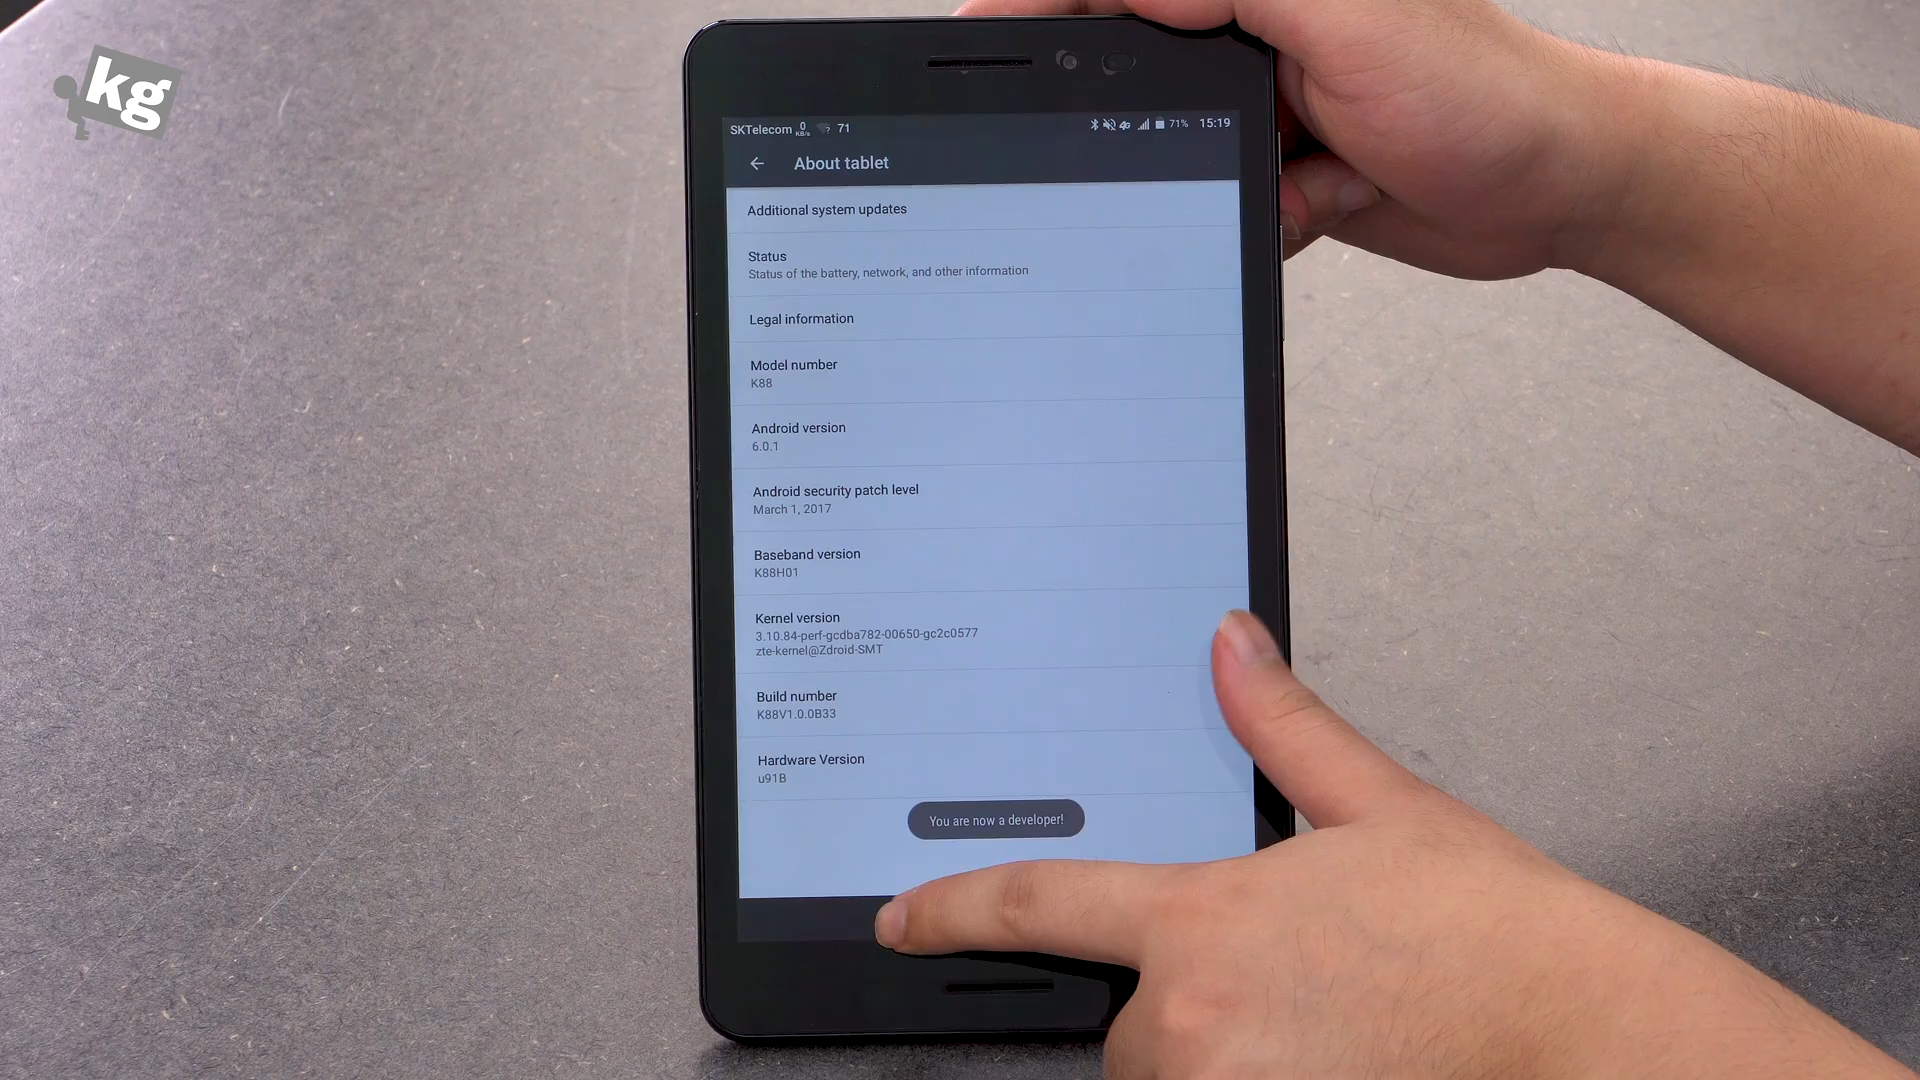 kg
SKTelecom 0 KB/s ? 71 4G 71% 15:19
About tablet
Additional system updates
Status
Status of the battery, network, and other information
Legal information
Model number
K88
Android version
6.0.1
Android security patch level
March 1, 2017
Baseband version
K88H01
Kernel version
3.10.84-perf-gcdba782-00650-gc2c0577
zte-kernel@Zdroid-SMT
Build number
K88V1.0.0B33
Hardware Version
u91B
You are now a developer!